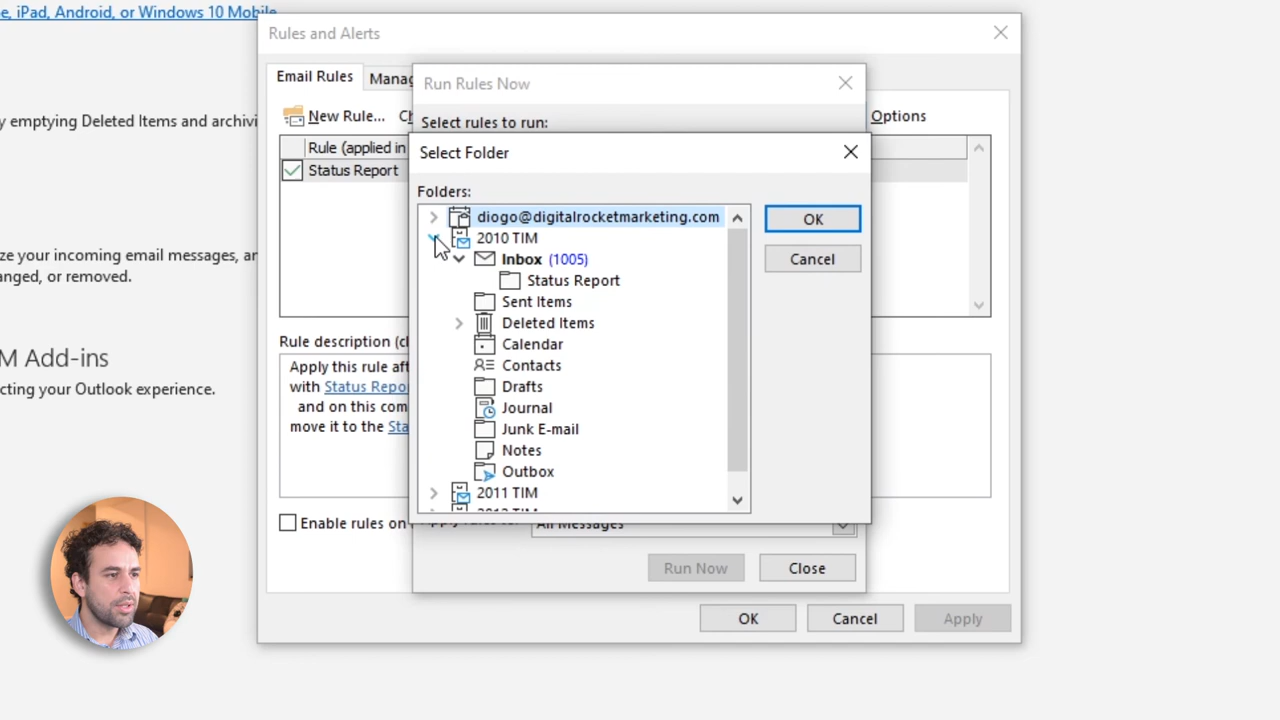 e, iPad, Android, or Windows 10 Mobile.
y emptying Deleted Items and archivi
ize your incoming email messages, an
anged, or removed.
M Add-ins
cting your Outlook experience.
Rules and Alerts
Email Rules
Manag
New Rule...
Options
Rule (applied in
Status Report
Rule description (cl
Apply this rule aft
with Status Repo
and on this com
move it to the Sta
Enable rules on
OK
Cancel
Apply
Run Rules Now
Select rules to run:
All Messages
Run Now
Close
Select Folder
Folders:
diogo@digitalrocketmarketing.com
2010 TIM
Inbox (1005)
Status Report
Sent Items
Deleted Items
Calendar
Contacts
Drafts
Journal
Junk E-mail
Notes
Outbox
2011 TIM
OK
Cancel